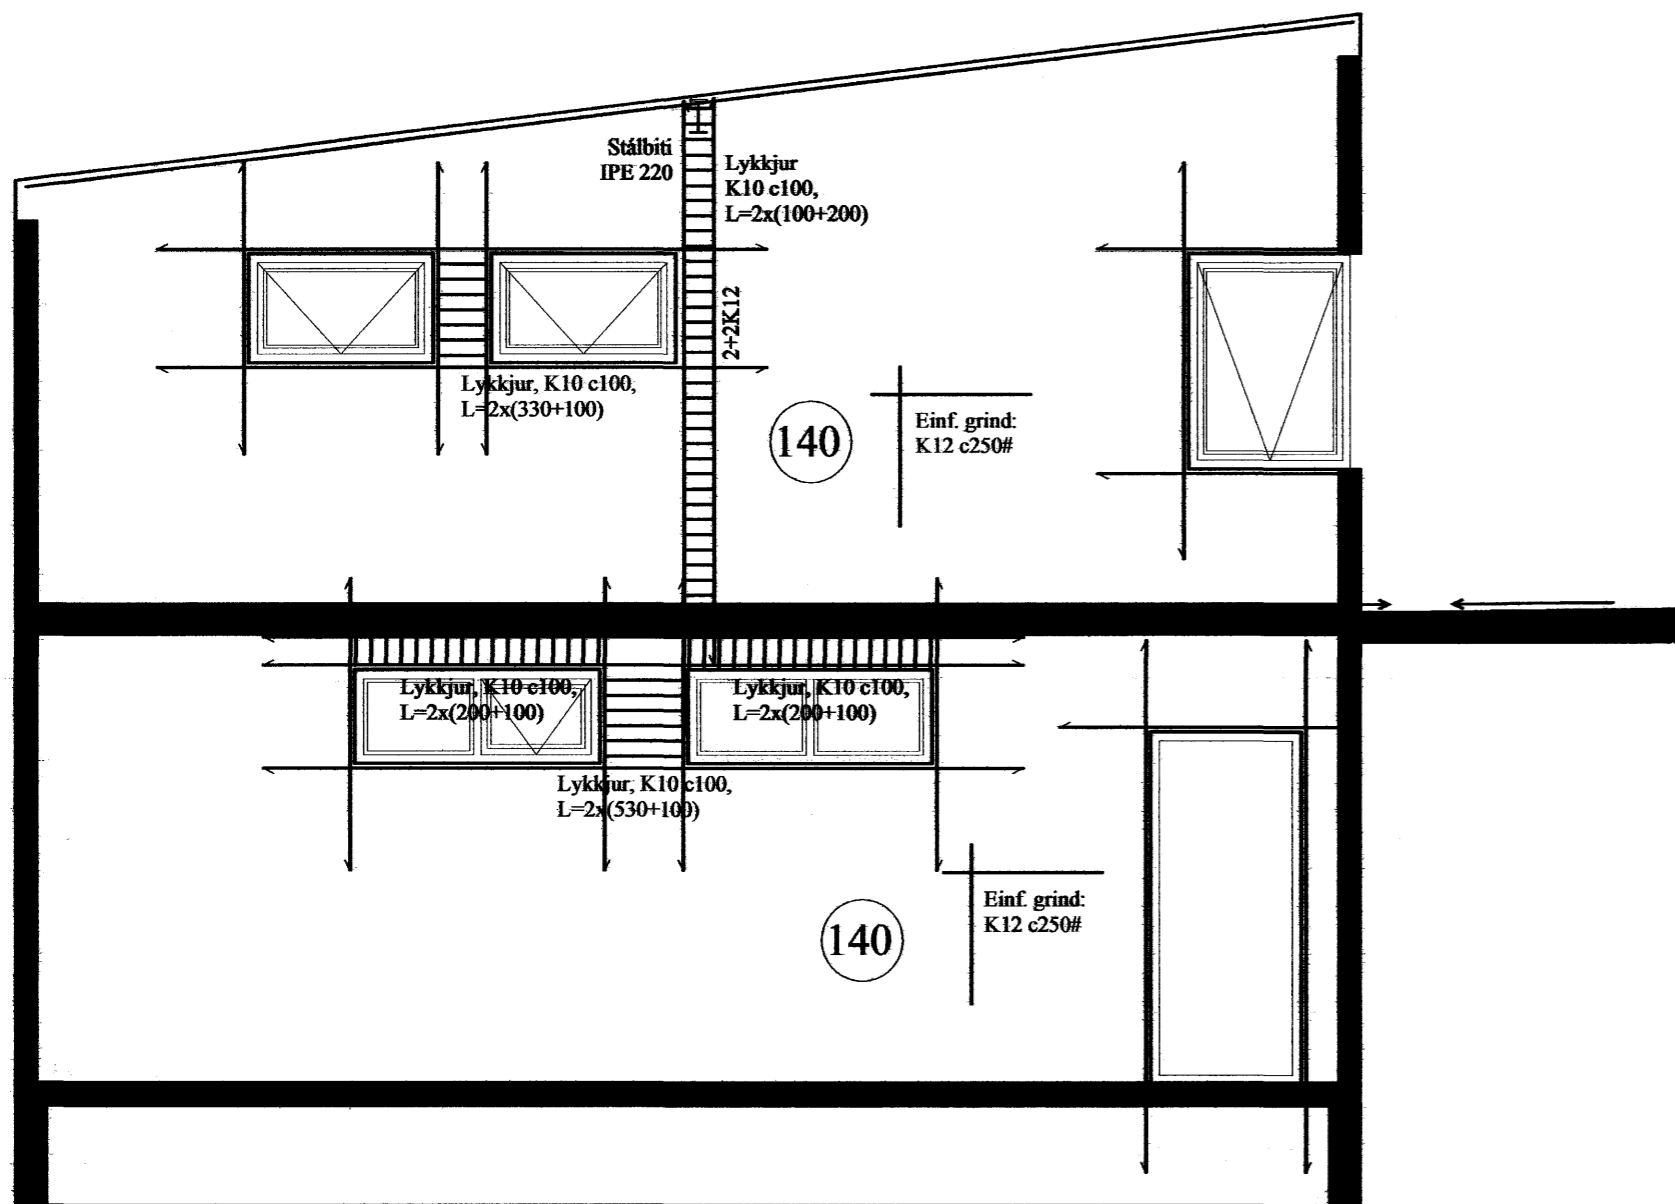 Stálbiti
IPE 220
Lykkjur
K10 c100,
L=2x(100+200)
2+2K12
Lykkjur, K10 c100,
L=2x(330+100)
140
Einf. grind:
K12 c250#
Lykkjur, K10 c100,
L=2x(200+100)
Lykkjur, K10 c100,
L=2x(200+100)
Lykkjur, K10 c100,
L=2x(530+100)
140
Einf. grind:
K12 c250#